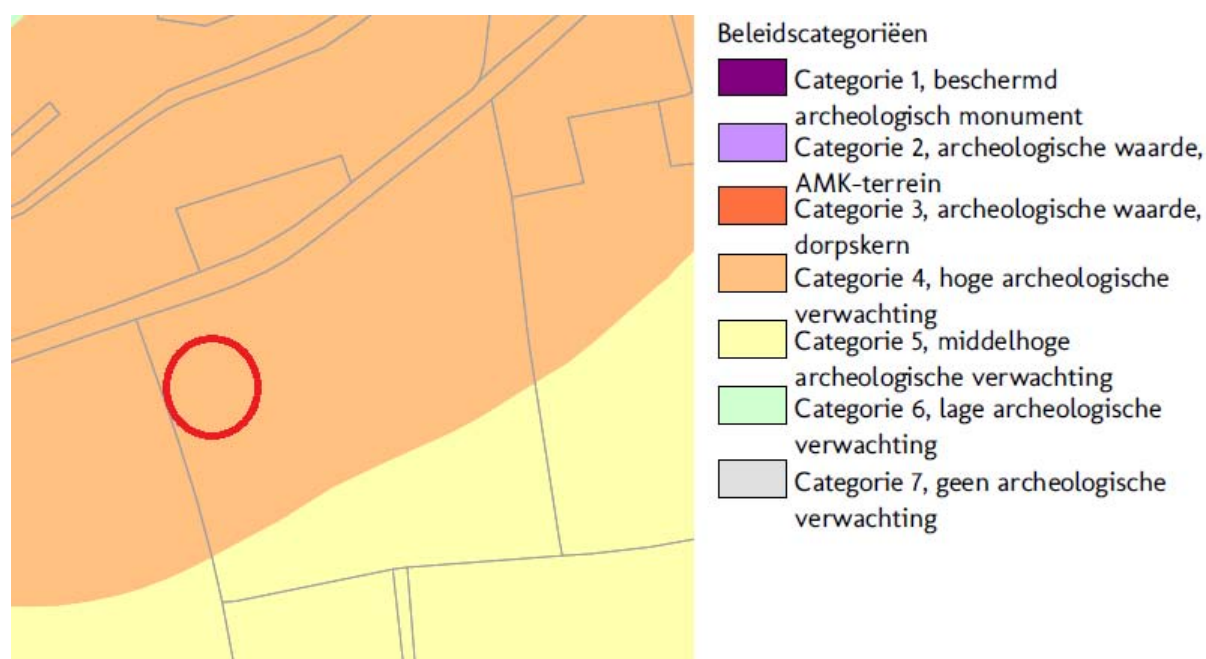 Beleidscategorieën
Categorie 1, beschermd
archeologisch monument
Categorie 2, archeologische waarde,
AMK-terrein
Categorie 3, archeologische waarde,
dorpskern
Categorie 4, hoge archeologische
verwachting
Categorie 5, middelhoge
archeologische verwachting
Categorie 6, lage archeologische
verwachting
Categorie 7, geen archeologische
verwachting